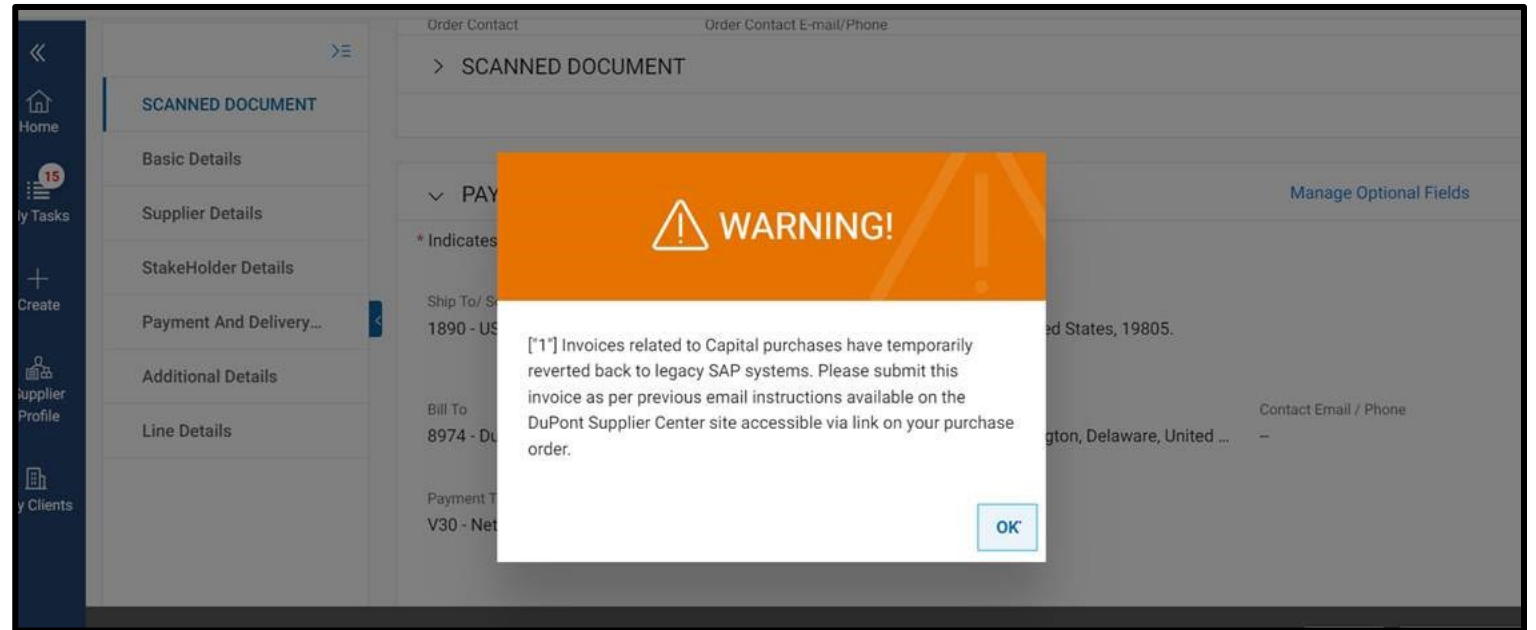 Order Contact Order Contact E-mail/Phone
SCANNED DOCUMENT
Home
15
y Tasks
Create
upplier
Profile
y Clients
SCANNED DOCUMENT
Basic Details
Supplier Details
StakeHolder Details
Payment And Delivery...
Additional Details
Line Details
PAY
Manage Optional Fields
* Indicates
Ship To/ S
1890 - US
ed States, 19805.
Bill To
Contact Email / Phone
8974 - Du
gton, Delaware, United ... –
Payment T
V30 - Net
WARNING!
["1"] Invoices related to Capital purchases have temporarily
reverted back to legacy SAP systems. Please submit this
invoice as per previous email instructions available on the
DuPont Supplier Center site accessible via link on your purchase
order.
OK